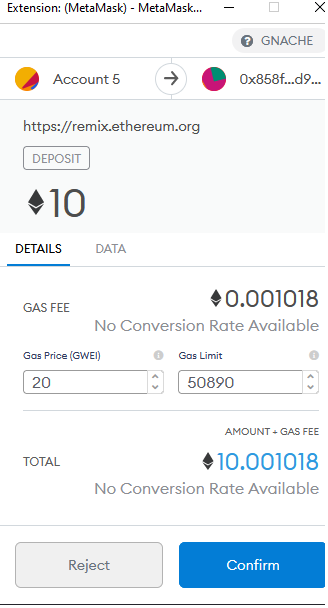 Extension: (MetaMask) - MetaMask...
GNACHE
Account 5
0x858f...d9...
https://remix.ethereum.org
DEPOSIT
10
DETAILS
DATA
GAS FEE
0.001018
No Conversion Rate Available
Gas Price (GWEI)
Gas Limit
20
50890
AMOUNT + GAS FEE
TOTAL
10.001018
No Conversion Rate Available
Reject
Confirm